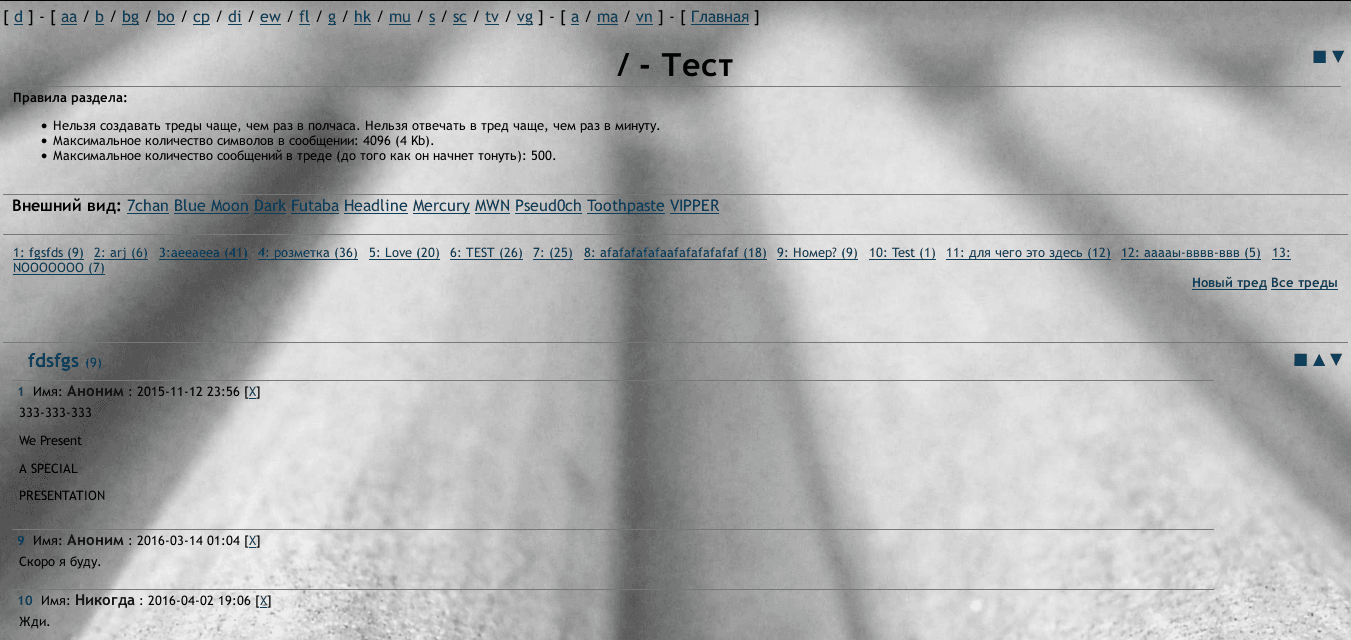 [ d ] - [ aa / b / bg / bo / cp / di / ew / fl / g / hk / mu / s / sc / tv / vg ] - [ a / ma / vn ] - [ Главная ]
/ - Тест
■ ▼
Правила раздела:
• Нельзя создавать треды чаще, чем раз в полчаса. Нельзя отвечать в тред чаще, чем раз в минуту.
• Максимальное количество символов в сообщении: 4096 (4 Kb).
• Максимальное количество сообщений в треде (до того как он начнет тонуть): 500.
Внешний вид: 7chan Blue Moon Dark Futaba Headline Mercury MWN Pseud0ch Toothpaste VIPPER
1: fgsfds (9) 2: arj (6) 3:aeeaeea (41) 4: розметка (36) 5: Love (20) 6: TEST (26) 7: (25) 8: afafafafafaafafafafafaf (18) 9: Номер? (9) 10: Test (1) 11: для чего это здесь (12) 12: ааааы-вввв-ввв (5) 13:
NOOOOOOO (7)
Новый тред Все треды
fdsfgs (9)
■ ▲ ▼
1 Имя: Аноним : 2015-11-12 23:56 [X]
333-333-333
We Present
A SPECIAL
PRESENTATION
9 Имя: Аноним : 2016-03-14 01:04 [X]
Скоро я буду.
10 Имя: Никогда : 2016-04-02 19:06 [X]
Жди.